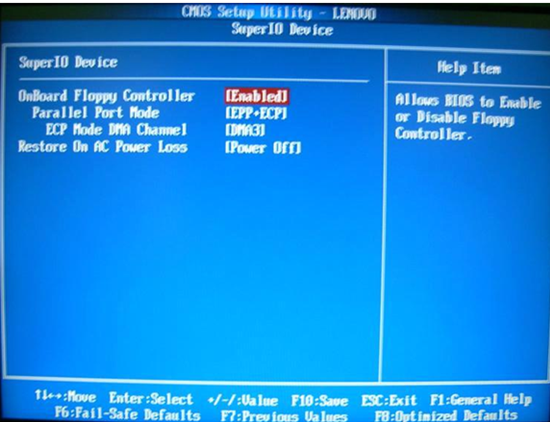 CMOS Setup Utility - LENOVO
SuperIO Device
SuperIO Device
Help Item
OnBoard Floppy Controller [Enabled]
Parallel Port Mode [EPP+ECP]
ECP Mode DMA Channel [DMA3]
Restore On AC Power Loss [Power Off]
Allows BIOS to Enable
or Disable Floppy
Controller.
↑↓←→:Move Enter:Select +/-/:Value F10:Save ESC:Exit F1:General Help
F6:Fail-Safe Defaults F7:Previous Values F8:Optimized Defaults